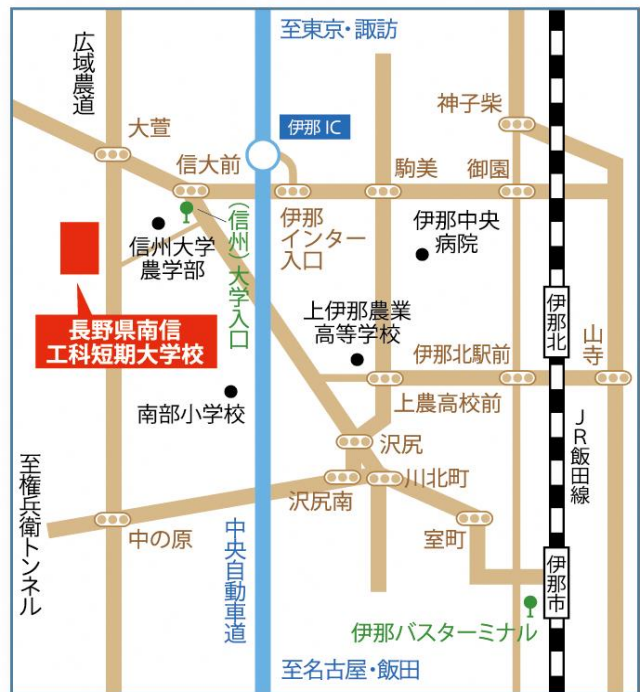 至東京・諏訪
広域農道
神子柴
大萱
伊那 IC
信大前
駒美
御園
伊那
インター
入口
(信州)大学入口
信州大学
農学部
伊那中央
病院
長野県南信
工科短期大学校
上伊那農業
高等学校
伊那北
山寺
伊那北駅前
上農高校前
南部小学校
JR飯田線
沢尻
沢尻南
川北町
至権兵衛トンネル
中の原
中央自動車道
室町
伊那市
伊那バスターミナル
至名古屋・飯田